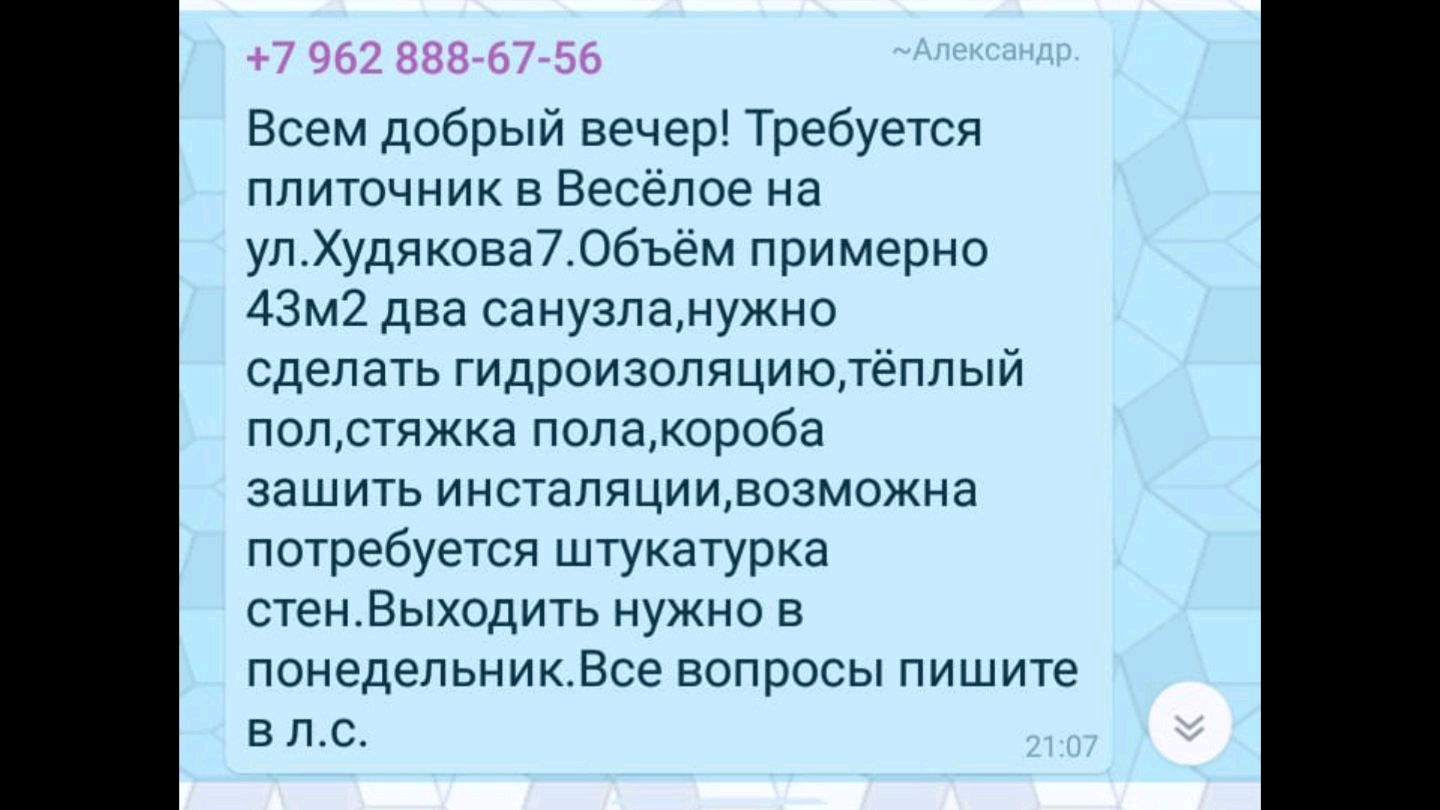 +7 962 888-67-56 ~Александр.
Всем добрый вечер! Требуется
плиточник в Весёлое на
ул.Худякова7.Объём примерно
43м2 два санузла,нужно
сделать гидроизоляцию,тёплый
пол,стяжка пола,короба
зашить инсталяции,возможна
потребуется штукатурка
стен.Выходить нужно в
понедельник.Все вопросы пишите
в л.с.
21:07